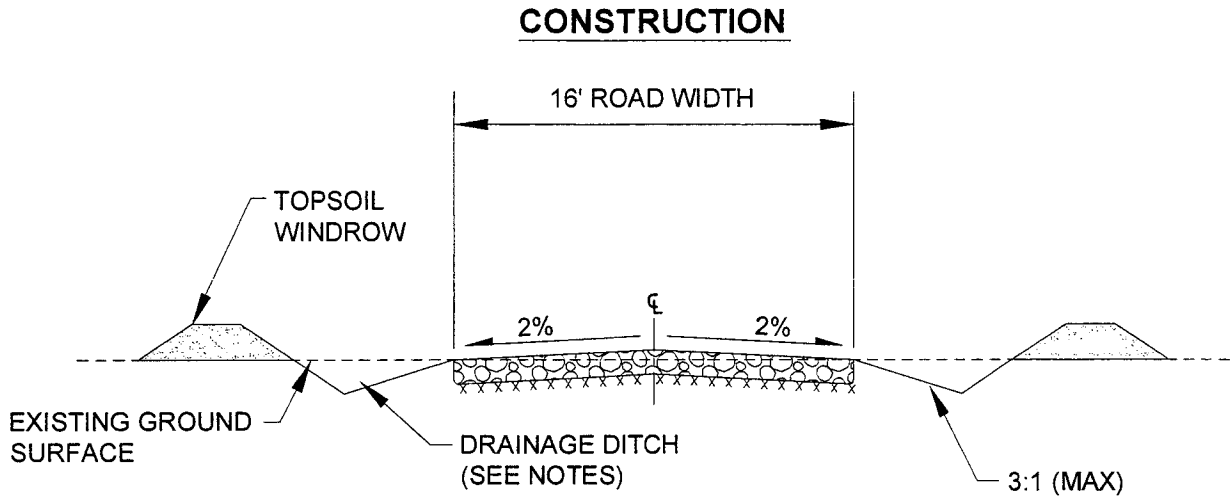 CONSTRUCTION
16' ROAD WIDTH
TOPSOIL
WINDROW
℄
2%
2%
EXISTING GROUND
SURFACE
DRAINAGE DITCH
(SEE NOTES)
3:1 (MAX)